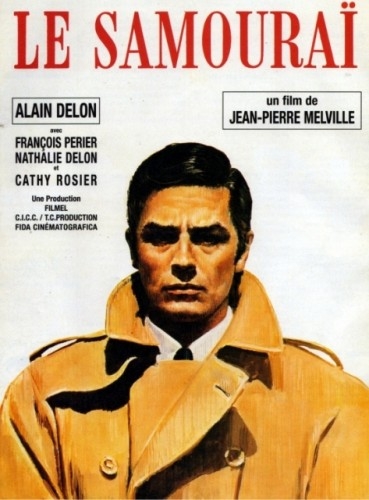 LE SAMOURAÏ
ALAIN DELON
avec
FRANÇOIS PERIER
NATHALIE DELON
et
CATHY ROSIER
Une Production
FILMEL
C.I.C.C. / T.C.PRODUCTION
FIDA CINÉMATOGRAFICA
un film de
JEAN-PIERRE MELVILLE